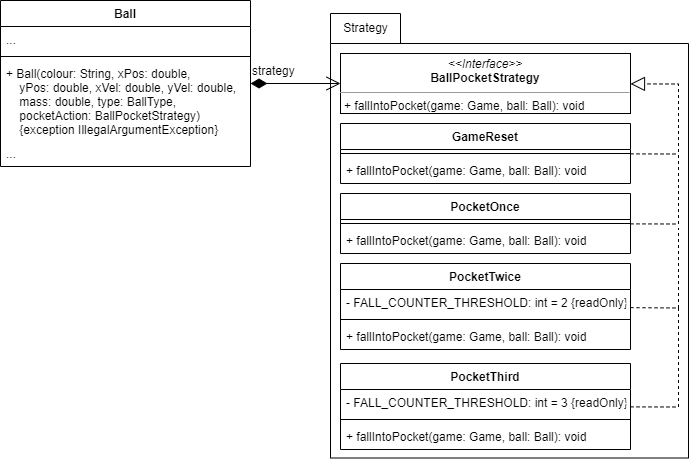 Ball
...
+ Ball(colour: String, xPos: double,
yPos: double, xVel: double, yVel: double,
mass: double, type: BallType,
pocketAction: BallPocketStrategy)
{exception IllegalArgumentException}
...
strategy
Strategy
<<Interface>>
BallPocketStrategy
+ fallIntoPocket(game: Game, ball: Ball): void
GameReset
+ fallIntoPocket(game: Game, ball: Ball): void
PocketOnce
+ fallIntoPocket(game: Game, ball: Ball): void
PocketTwice
- FALL_COUNTER_THRESHOLD: int = 2 {readOnly}
+ fallIntoPocket(game: Game, ball: Ball): void
PocketThird
- FALL_COUNTER_THRESHOLD: int = 3 {readOnly}
+ fallIntoPocket(game: Game, ball: Ball): void